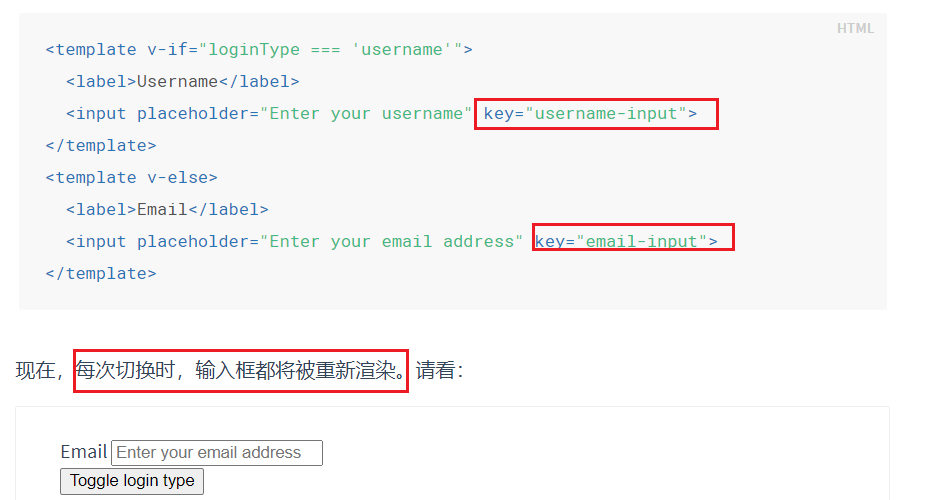 HTML
<template v-if="loginType === 'username'">
<label>Username</label>
<input placeholder="Enter your username" key="username-input">
</template>
<template v-else>
<label>Email</label>
<input placeholder="Enter your email address" key="email-input">
</template>
现在，每次切换时，输入框都将被重新渲染。请看：
Email Enter your email address
Toggle login type